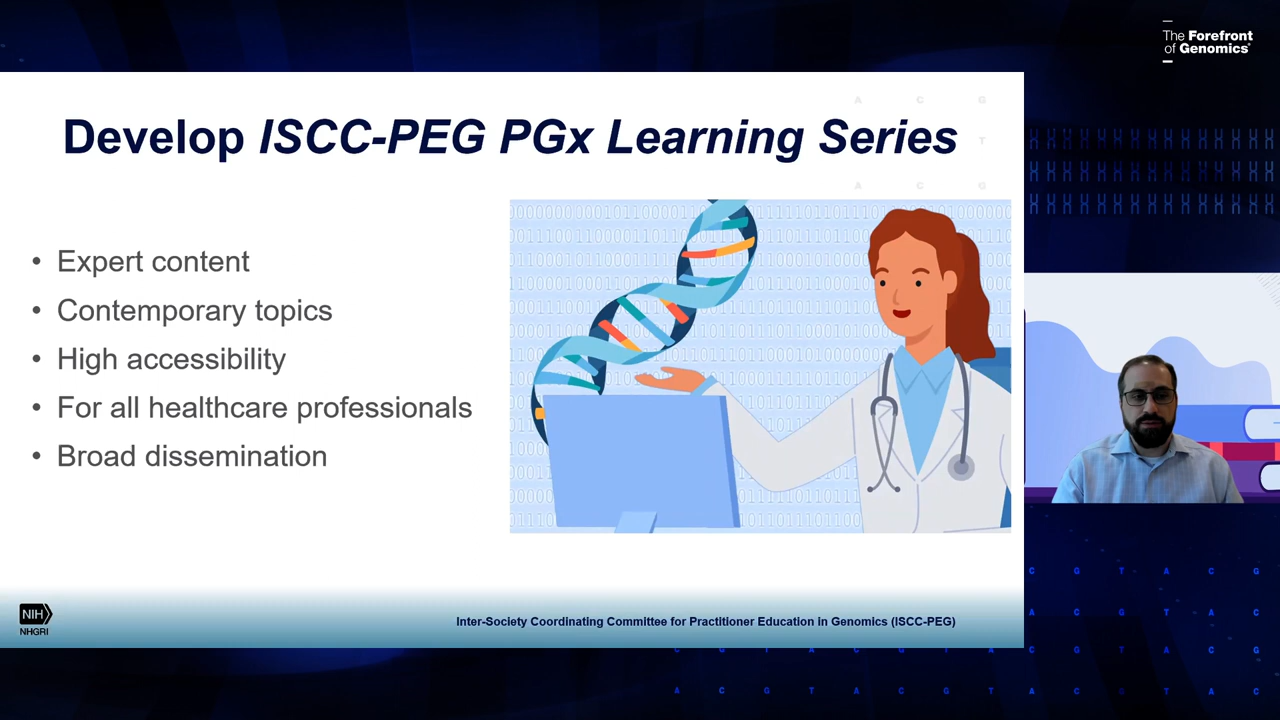 The Forefront
of Genomics®
Develop ISCC-PEG PGx Learning Series
• Expert content
• Contemporary topics
• High accessibility
• For all healthcare professionals
• Broad dissemination
NIH
NHGRI
Inter-Society Coordinating Committee for Practitioner Education in Genomics (ISCC-PEG)